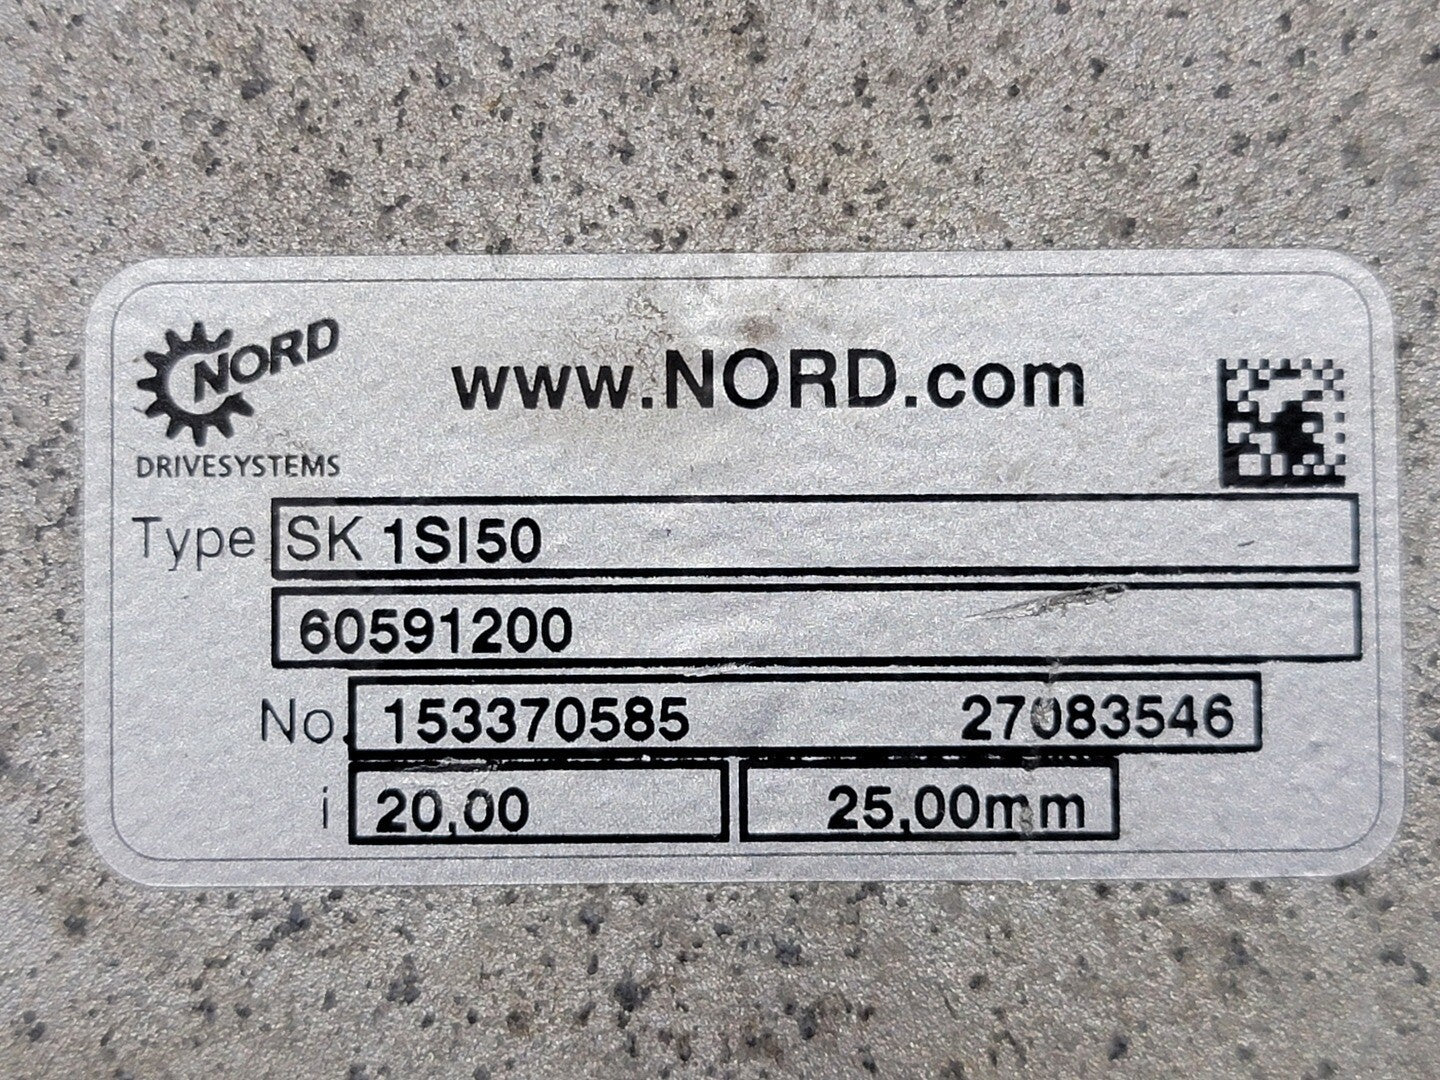 NORD
DRIVESYSTEMS
www.NORD.com
Type SK 1SI50
60591200
No. 153370585 27083546
i 20,00 25,00mm